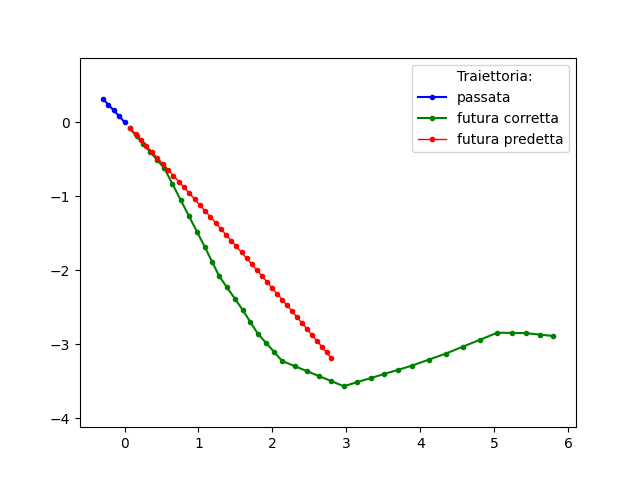 Traiettoria:
passata
futura corretta
futura predetta
0
−1
−2
−3
−4
0 1 2 3 4 5 6